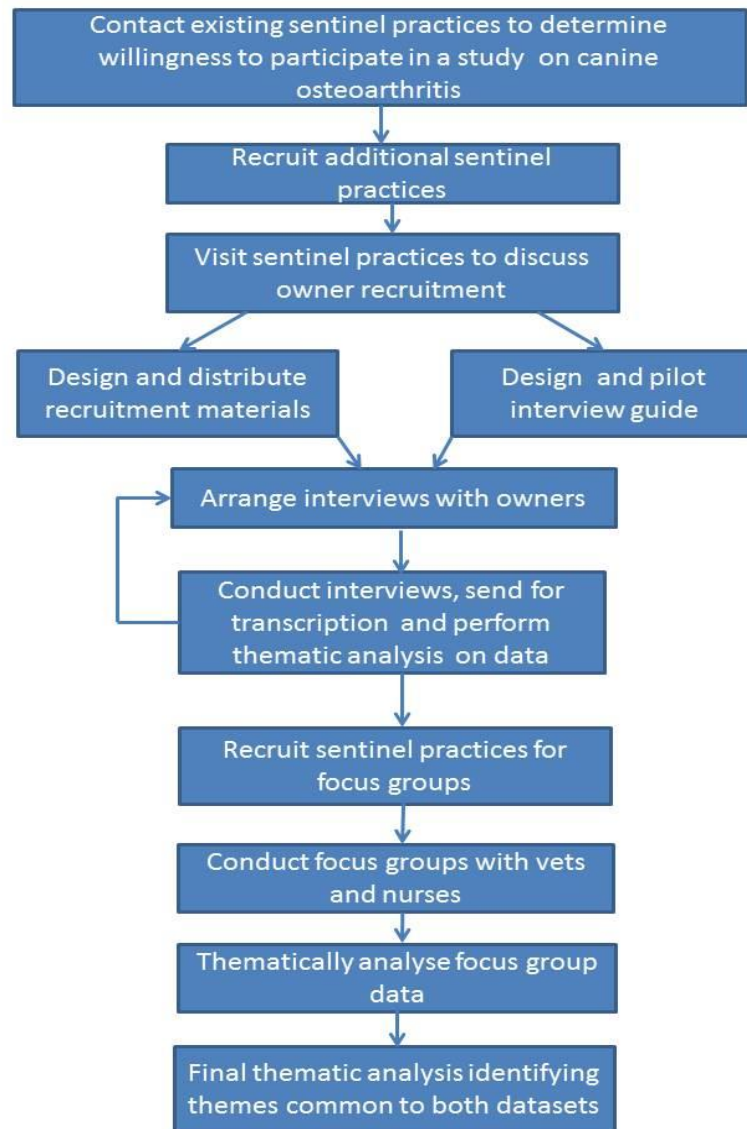 Contact existing sentinel practices to determine
willingness to participate in a study on canine
osteoarthritis
Recruit additional sentinel
practices
Visit sentinel practices to discuss
owner recruitment
Design and distribute
recruitment materials
Design and pilot
interview guide
Arrange interviews with owners
Conduct interviews, send for
transcription and perform
thematic analysis on data
Recruit sentinel practices for
focus groups
Conduct focus groups with vets
and nurses
Thematically analyse focus group
data
Final thematic analysis identifying
themes common to both datasets